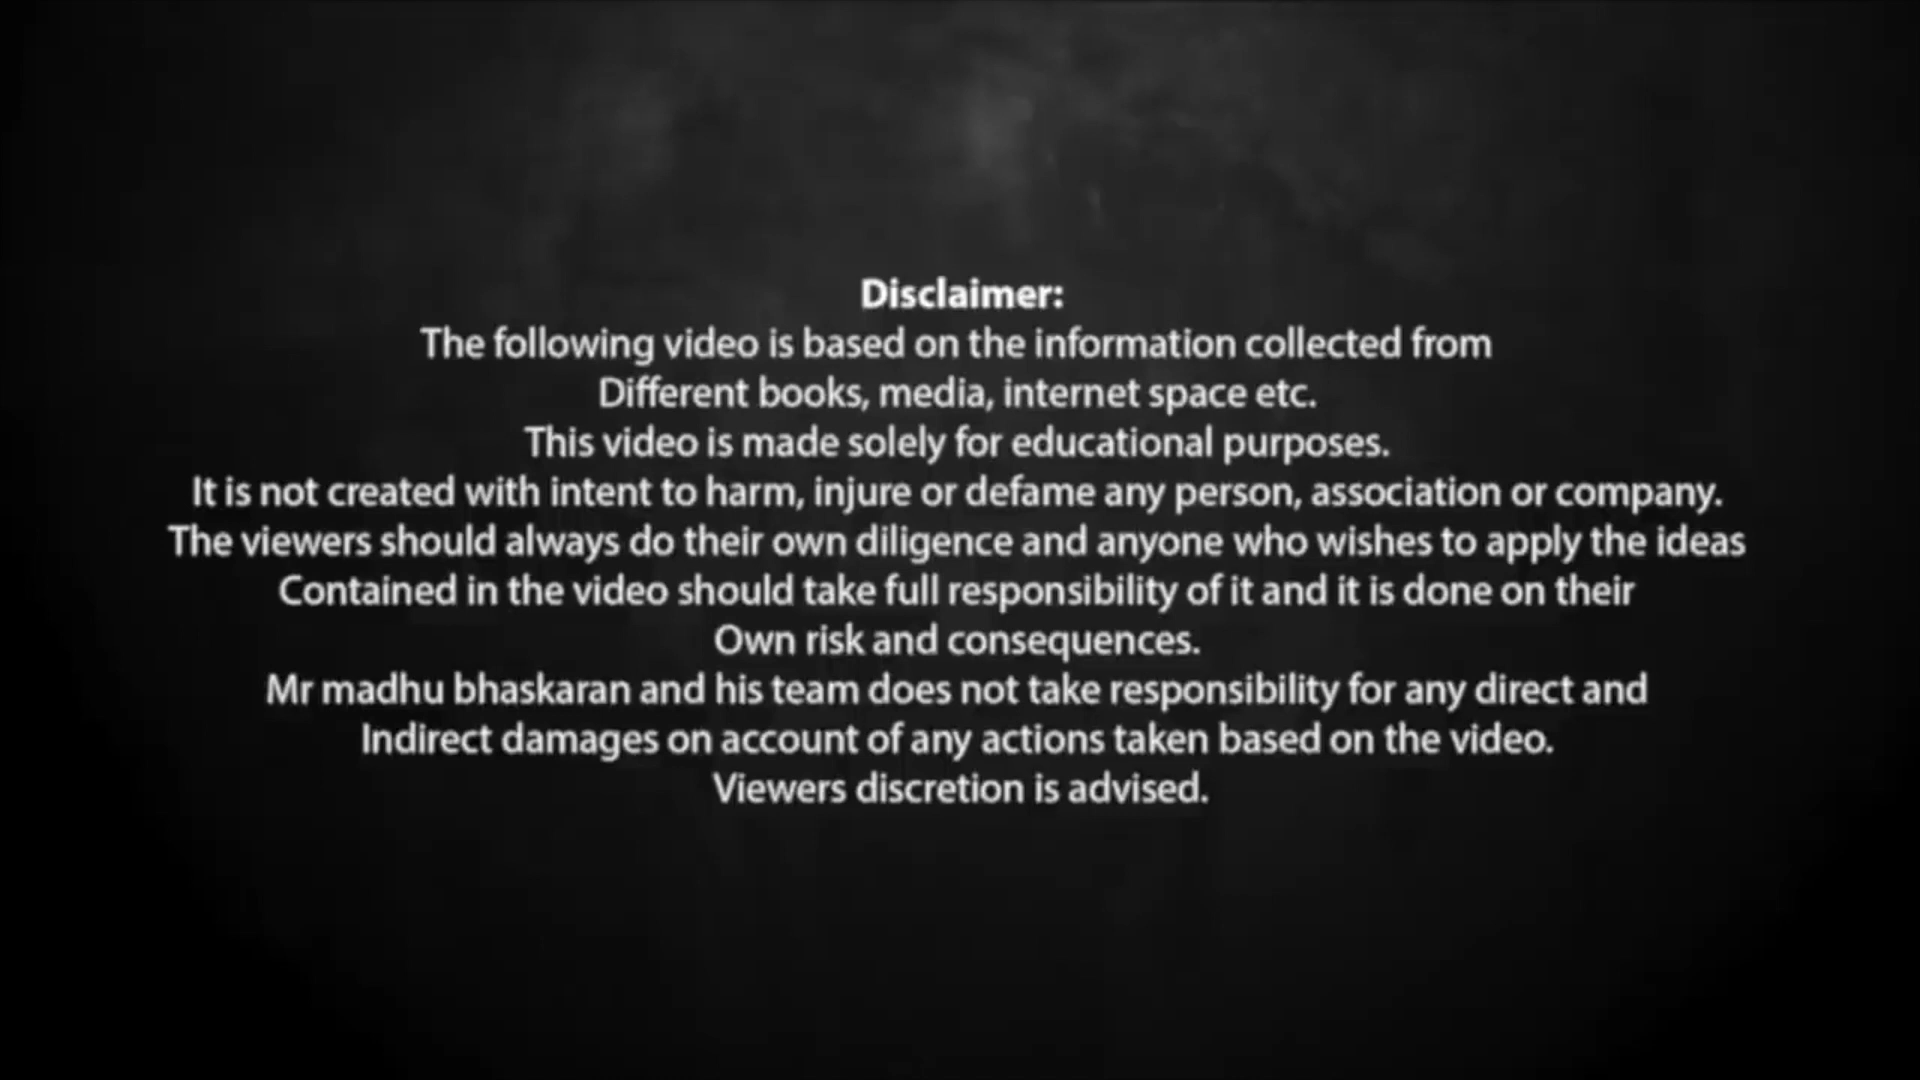 Disclaimer:
The following video is based on the information collected from
Different books, media, internet space etc.
This video is made solely for educational purposes.
It is not created with intent to harm, injure or defame any person, association or company.
The viewers should always do their own diligence and anyone who wishes to apply the ideas
Contained in the video should take full responsibility of it and it is done on their
Own risk and consequences.
Mr madhu bhaskaran and his team does not take responsibility for any direct and
Indirect damages on account of any actions taken based on the video.
Viewers discretion is advised.